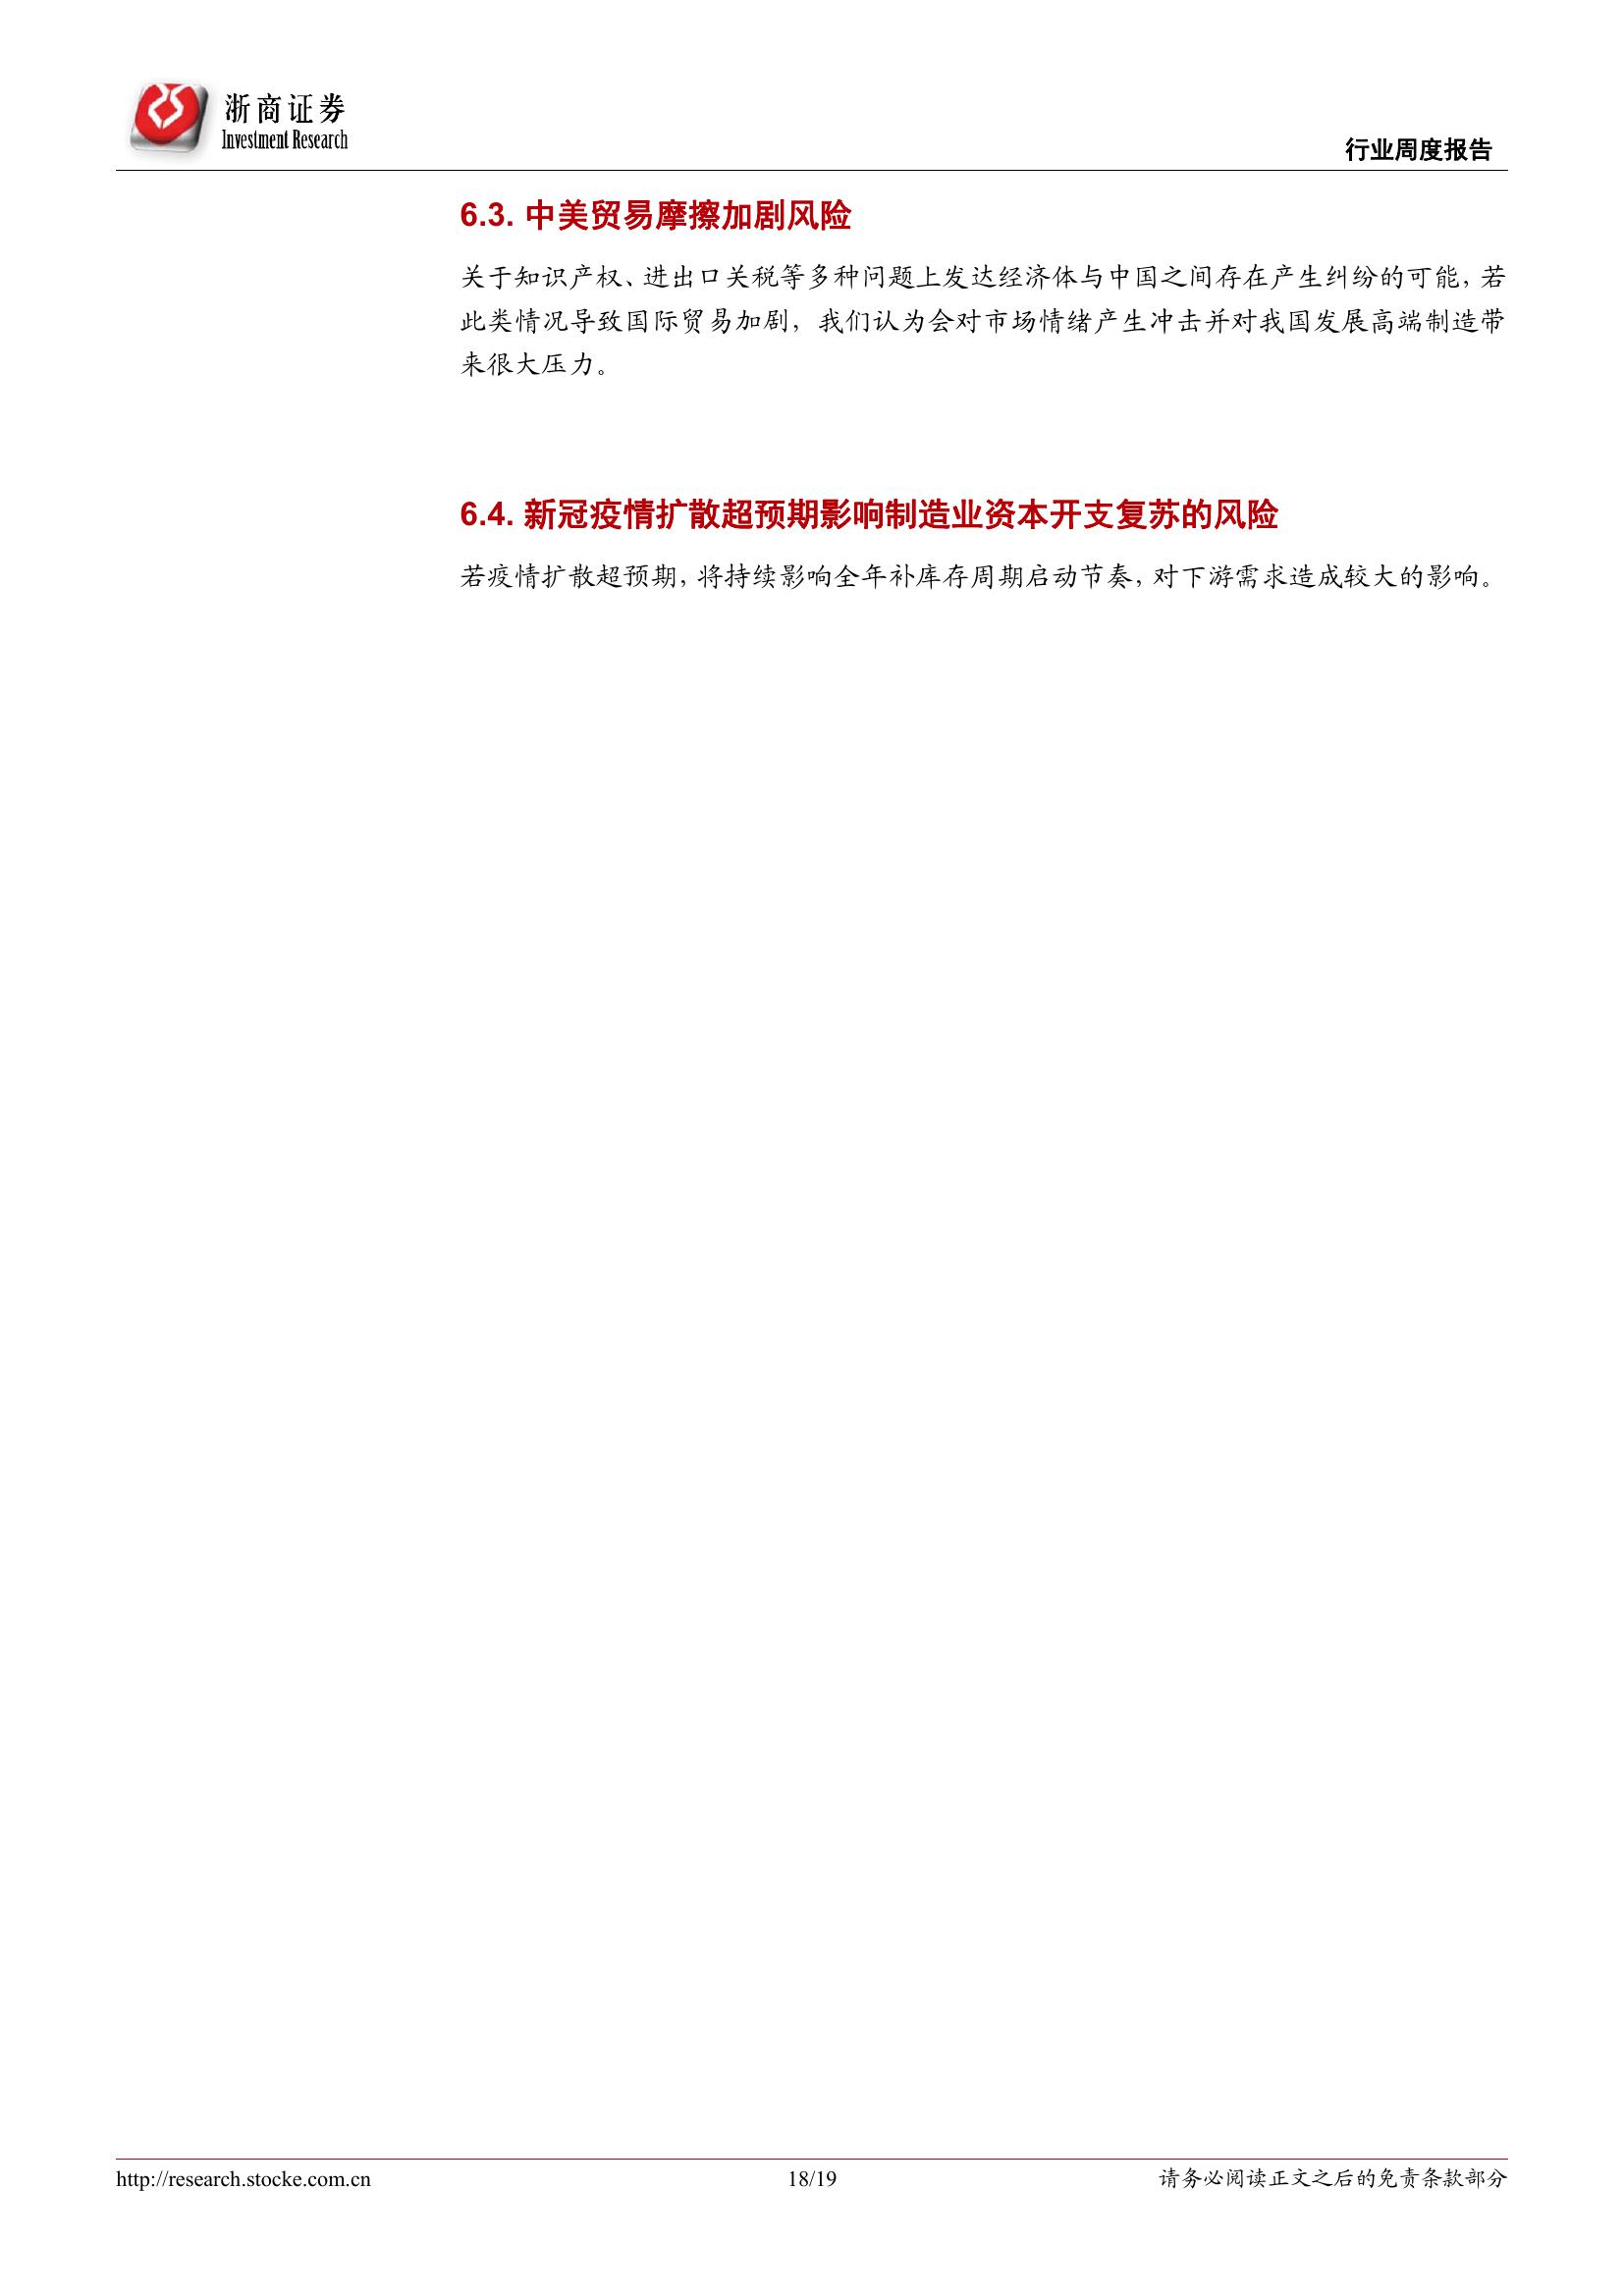 浙商证券
Investment Research
行业周度报告
6.3. 中美贸易摩擦加剧风险
关于知识产权、进出口关税等多种问题上发达经济体与中国之间存在产生纠纷的可能，若
此类情况导致国际贸易加剧，我们认为会对市场情绪产生冲击并对我国发展高端制造带
来很大压力。
6.4. 新冠疫情扩散超预期影响制造业资本开支复苏的风险
若疫情扩散超预期，将持续影响全年补库存周期启动节奏，对下游需求造成较大的影响。
http://research.stocke.com.cn
18/19
请务必阅读正文之后的免责条款部分